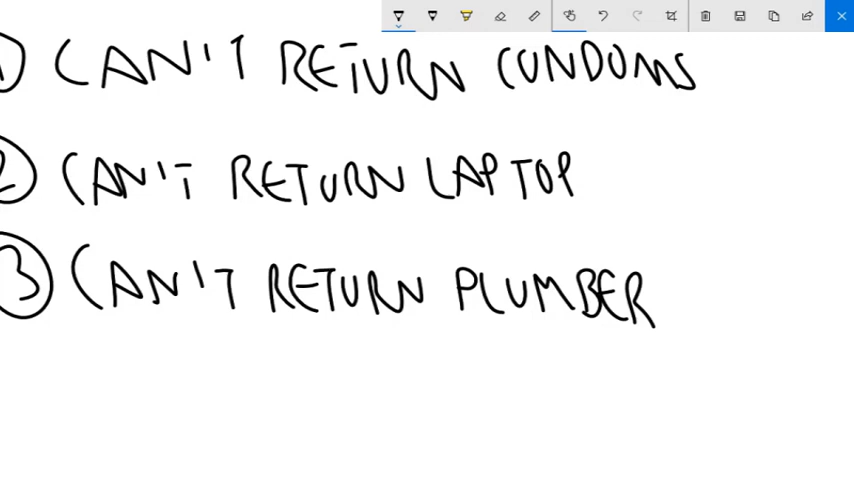 1 CAN'T RETURN CONDOMS
2 CAN'T RETURN LAPTOP
3 CAN'T RETURN PLUMBER